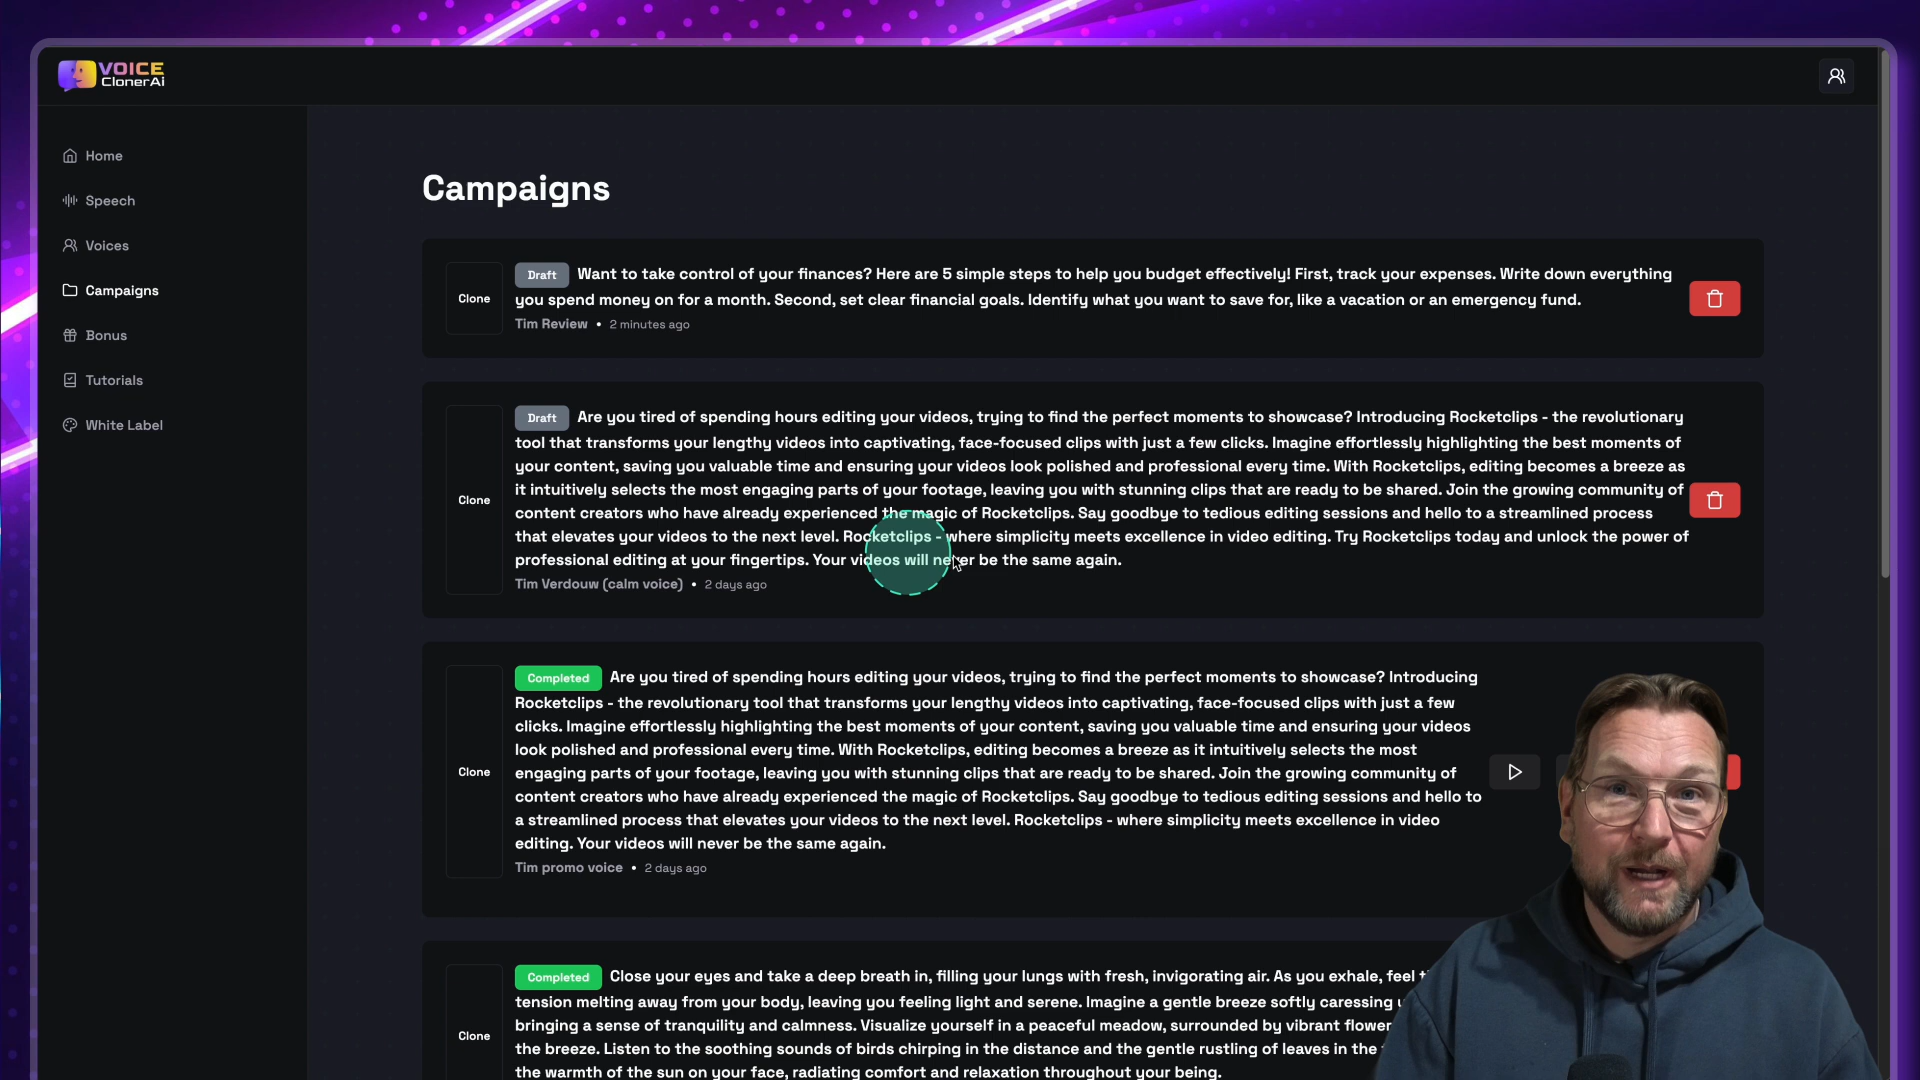 VOICE
ClonerAi
Home
Speech
Voices
Campaigns
Bonus
Tutorials
White Label
Campaigns
Clone
Draft Want to take control of your finances? Here are 5 simple steps to help you budget effectively! First, track your expenses. Write down everything
you spend money on for a month. Second, set clear financial goals. Identify what you want to save for, like a vacation or an emergency fund.
Tim Review • 2 minutes ago
Clone
Draft Are you tired of spending hours editing your videos, trying to find the perfect moments to showcase? Introducing Rocketclips - the revolutionary
tool that transforms your lengthy videos into captivating, face-focused clips with just a few clicks. Imagine effortlessly highlighting the best moments of
your content, saving you valuable time and ensuring your videos look polished and professional every time. With Rocketclips, editing becomes a breeze as
it intuitively selects the most engaging parts of your footage, leaving you with stunning clips that are ready to be shared. Join the growing community of
content creators who have already experienced the magic of Rocketclips. Say goodbye to tedious editing sessions and hello to a streamlined process
that elevates your videos to the next level. Rocketclips - where simplicity meets excellence in video editing. Try Rocketclips today and unlock the power of
professional editing at your fingertips. Your videos will never be the same again.
Tim Verdouw (calm voice) • 2 days ago
Clone
Completed Are you tired of spending hours editing your videos, trying to find the perfect moments to showcase? Introducing
Rocketclips - the revolutionary tool that transforms your lengthy videos into captivating, face-focused clips with just a few
clicks. Imagine effortlessly highlighting the best moments of your content, saving you valuable time and ensuring your videos
look polished and professional every time. With Rocketclips, editing becomes a breeze as it intuitively selects the most
engaging parts of your footage, leaving you with stunning clips that are ready to be shared. Join the growing community of
content creators who have already experienced the magic of Rocketclips. Say goodbye to tedious editing sessions and hello to
a streamlined process that elevates your videos to the next level. Rocketclips - where simplicity meets excellence in video
editing. Your videos will never be the same again.
Tim promo voice • 2 days ago
Clone
Completed Close your eyes and take a deep breath in, filling your lungs with fresh, invigorating air. As you exhale, feel
tension melting away from your body, leaving you feeling light and serene. Imagine a gentle breeze softly caressing
bringing a sense of tranquility and calmness. Visualize yourself in a peaceful meadow, surrounded by vibrant flower
the breeze. Listen to the soothing sounds of birds chirping in the distance and the gentle rustling of leaves in the
the warmth of the sun on your face, radiating comfort and relaxation throughout your being.